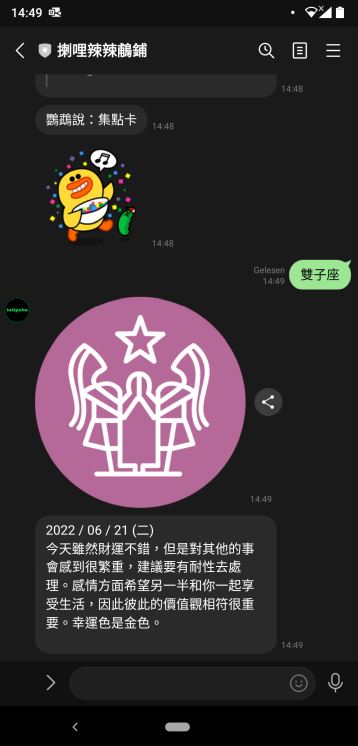 14:49
喇哩辣辣鸸鋪
14:48
鸚鵡說：集點卡
14:48
14:48
Gelesen
14:49
雙子座
14:49
2022 / 06 / 21 (二)
今天雖然財運不錯，但是對其他的事
會感到很繁重，建議要有耐性去處
理。感情方面希望另一半和你一起享
受生活，因此彼此的價值觀相符很重
要。幸運色是金色。
14:49